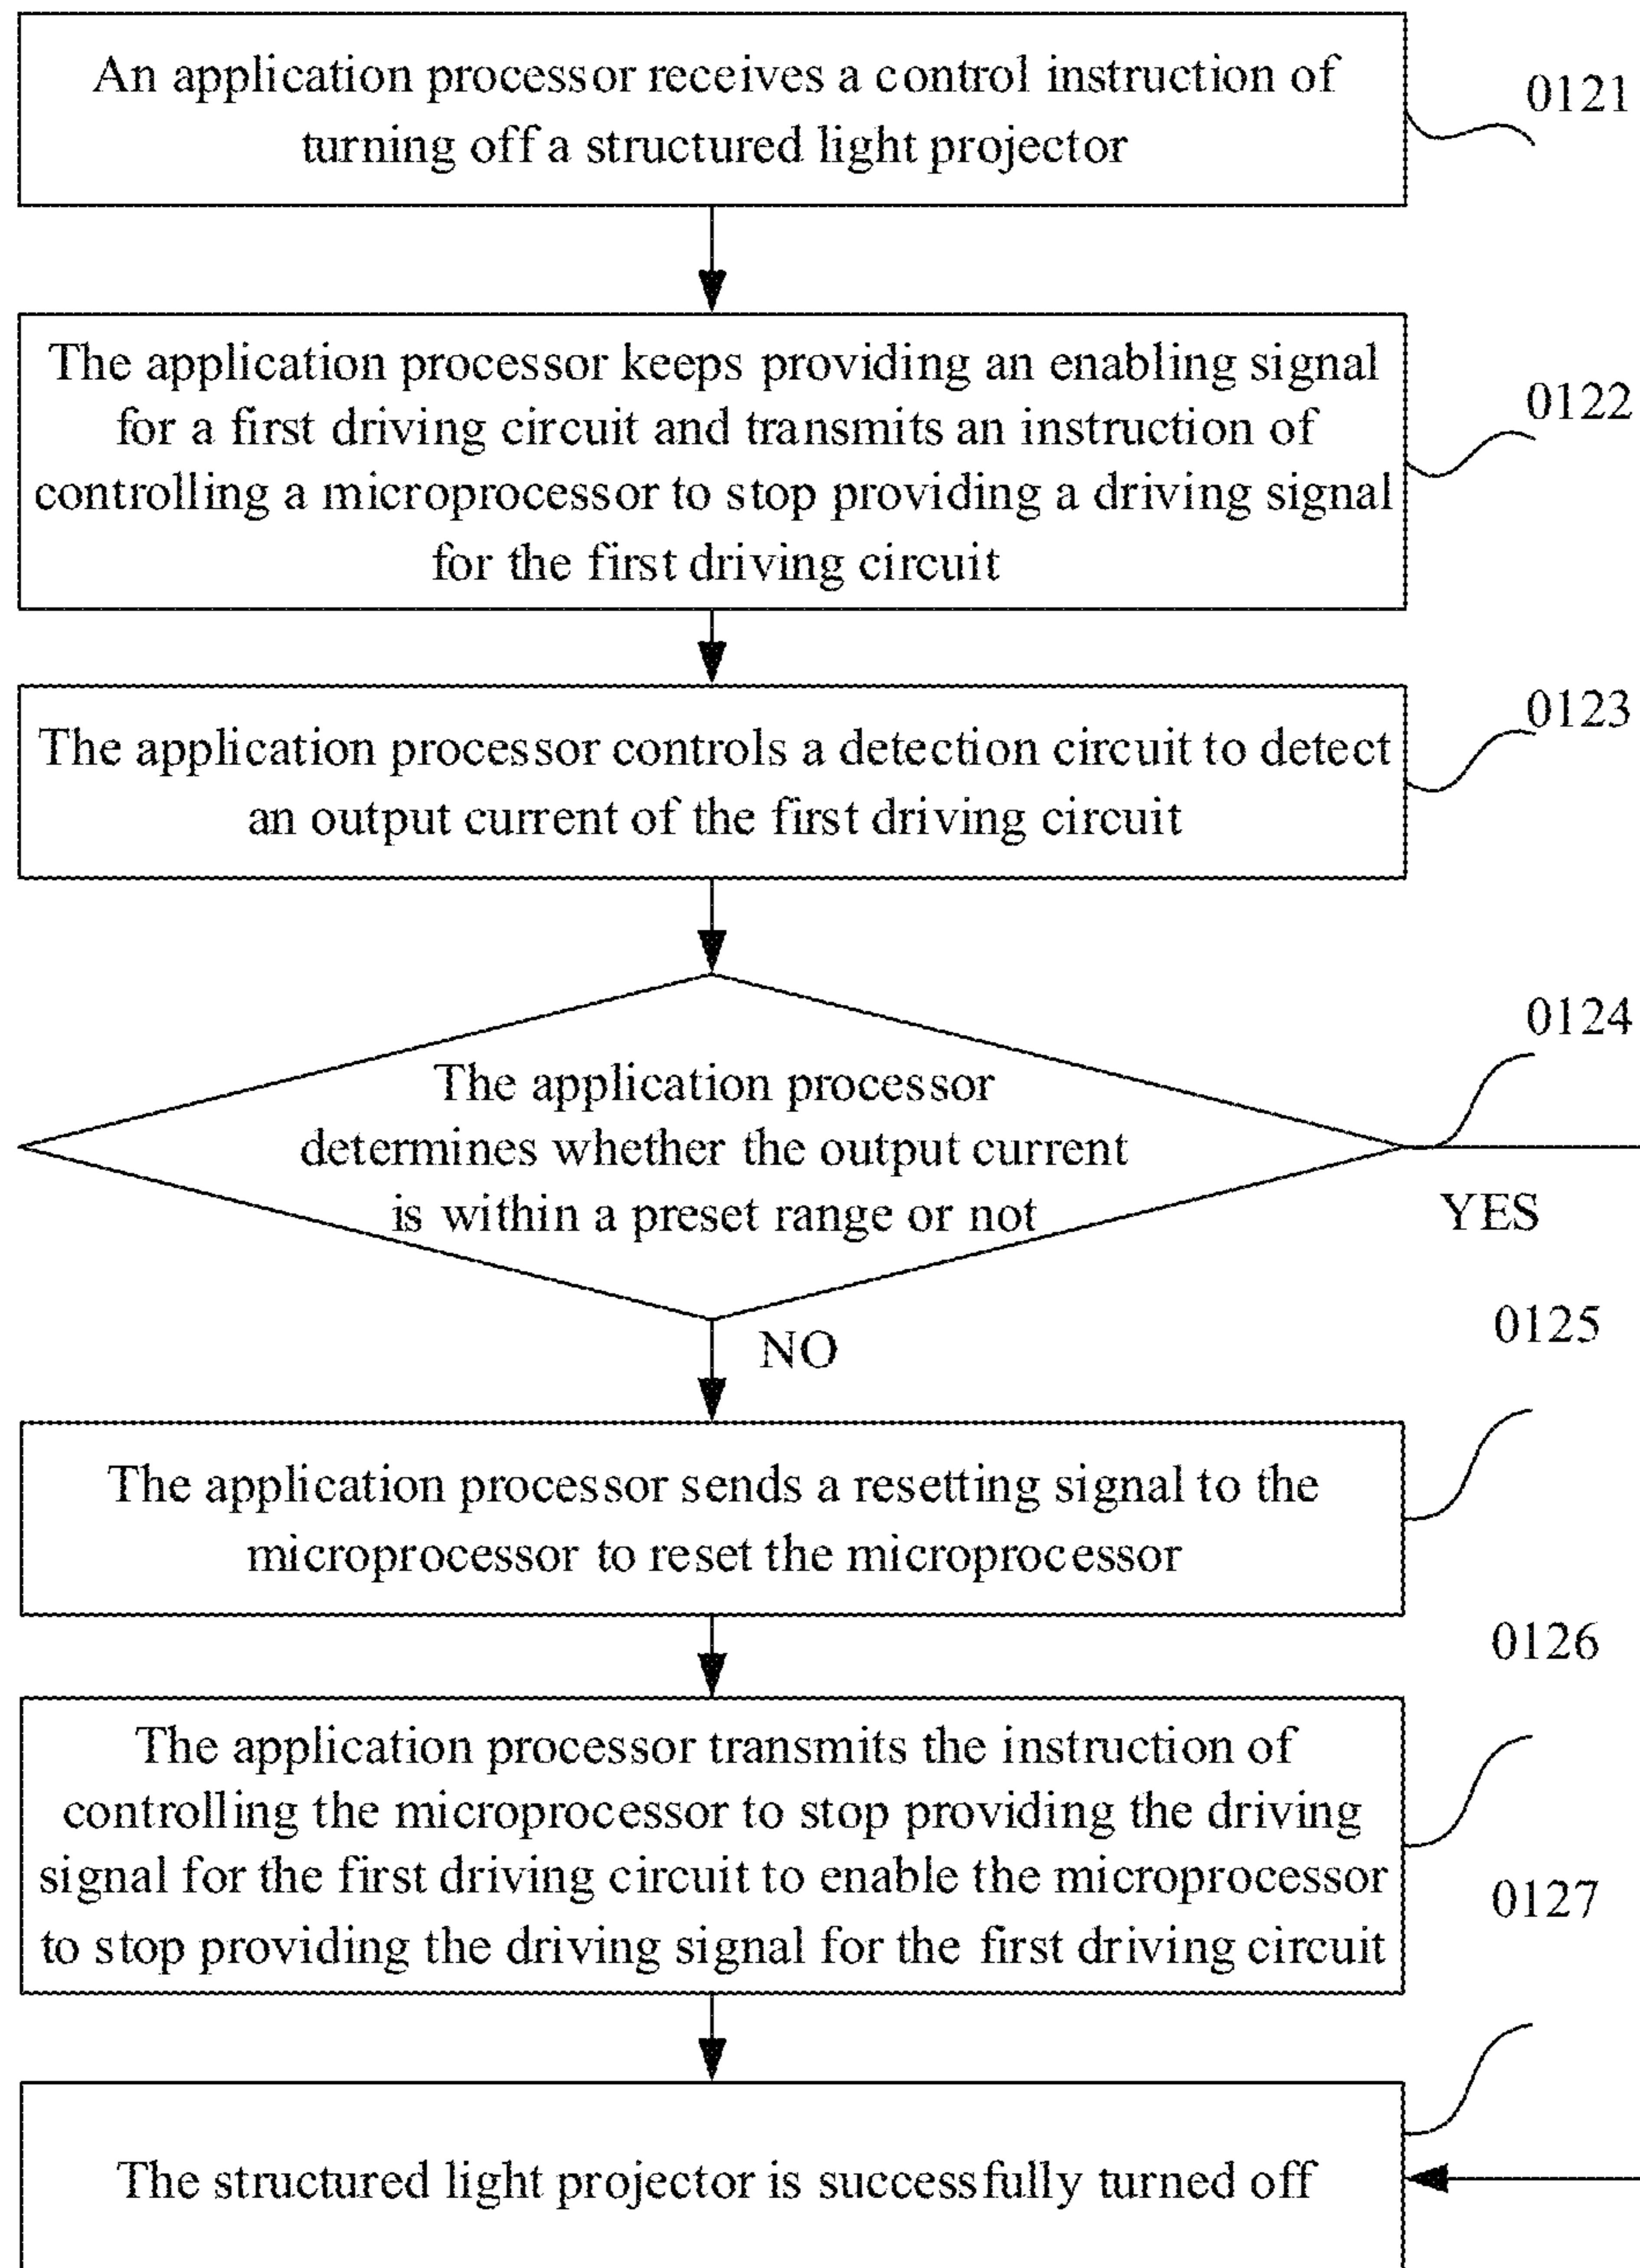 An application processor receives a control instruction of
turning off a structured light projector
0121
The application processor keeps providing an enabling signal
for a first driving circuit and transmits an instruction of
controlling a microprocessor to stop providing a driving signal
for the first driving circuit
0122
The application processor controls a detection circuit to detect
an output current of the first driving circuit
0123
The application processor
determines whether the output current
is within a preset range or not
0124
YES
NO
0125
The application processor sends a resetting signal to the
microprocessor to reset the microprocessor
0126
The application processor transmits the instruction of
controlling the microprocessor to stop providing the driving
signal for the first driving circuit to enable the microprocessor
to stop providing the driving signal for the first driving circuit
0127
The structured light projector is successfully turned off